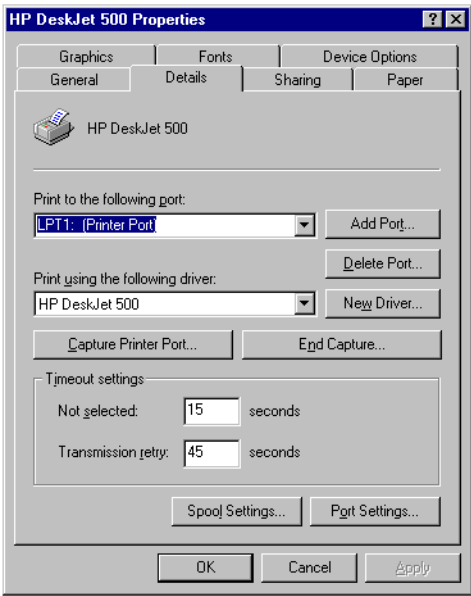 HP DeskJet 500 Properties
Graphics Fonts Device Options
General Details Sharing Paper
HP DeskJet 500
Print to the following port:
LPT1: (Printer Port) Add Port...
Delete Port...
Print using the following driver:
HP DeskJet 500 New Driver...
Capture Printer Port... End Capture...
Timeout settings
Not selected: 15 seconds
Transmission retry: 45 seconds
Spool Settings... Port Settings...
OK Cancel Apply